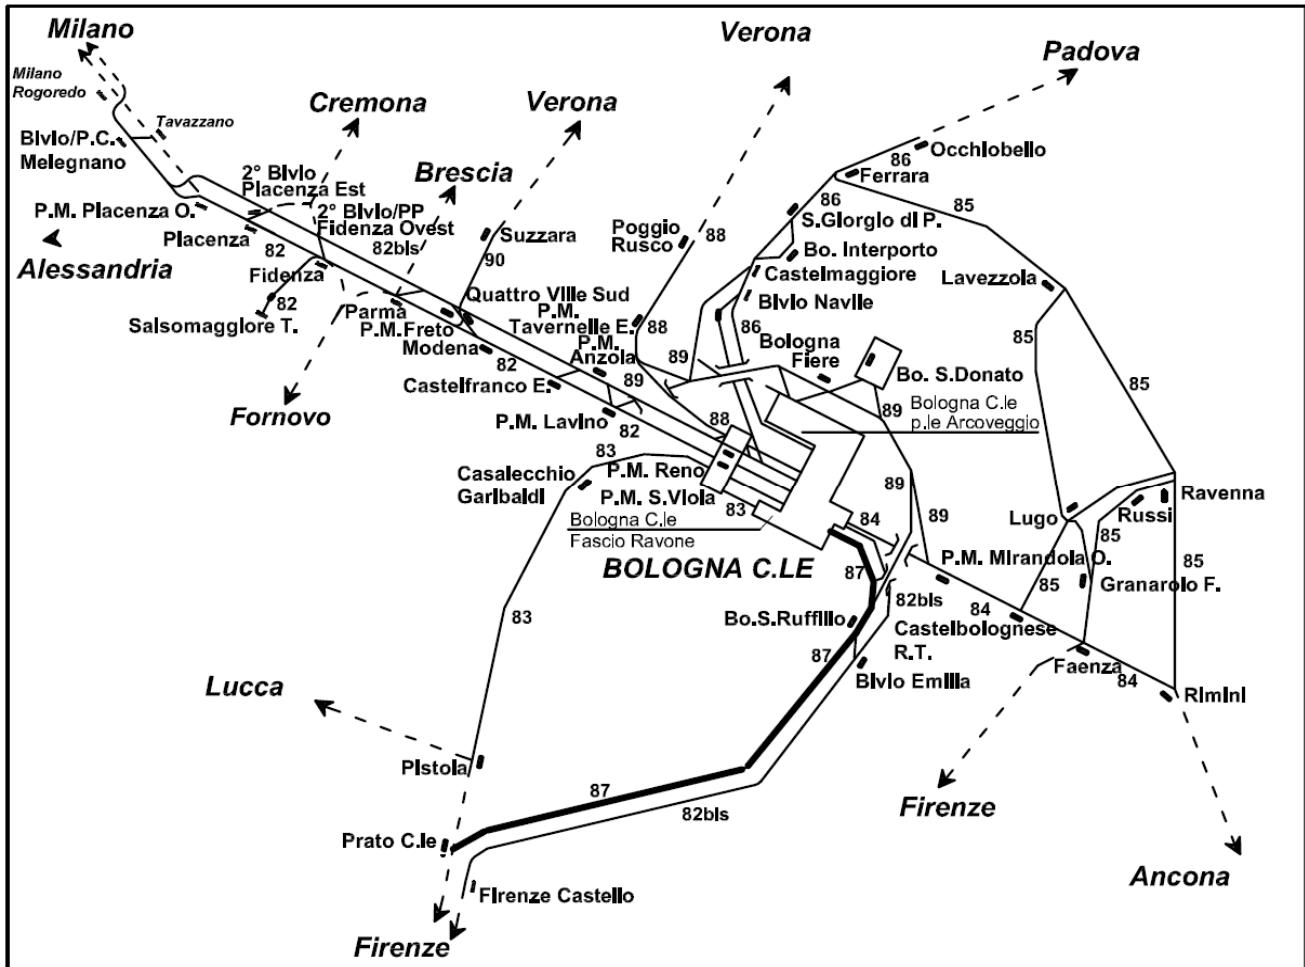 Milano
Verona
Padova
Milano
Rogoredo
Cremona
Verona
Tavazzano
Bivio/P.C.
Melegnano
Occhiobello
86
Ferrara
2° Bivio
Piacenza Est
Brescia
86
85
P.M. Piacenza O.
2° Bivio/PP
Fidenza Ovest
S.Giorgio di P.
Piacenza
82bis
Suzzara
Poggio
Rusco
88
Bo. Interporto
82
Alessandria
90
Castelmaggiore
Lavezzola
Fidenza
Quattro Ville Sud
Bivio Navile
82
Salsomaggiore T.
Parma
P.M.
Tavernelle E.
88
86
85
P.M.Freto
Modena
P.M.
Anzola
Bologna
Fiere
82
89
89
Bo. S.Donato
85
Castelfranco E.
Fornovo
89
Bologna C.le
p.le Arcoveggio
P.M. Lavino
82
88
83
Casalecchio
Garibaldi
P.M. Reno
89
P.M. S.Viola
83
Ravenna
Lugo
Russi
Bologna C.le
Fascio Ravone
84
89
85
P.M. Mirandola O.
85
BOLOGNA C.LE
87
85
Granarolo F.
82bis
84
83
Bo.S.Ruffillo
Castelbolognese
R.T.
87
Faenza
Bivio Emilia
84
Rimini
Lucca
Pistoia
87
82bis
Firenze
Prato C.le
Ancona
Firenze Castello
Firenze